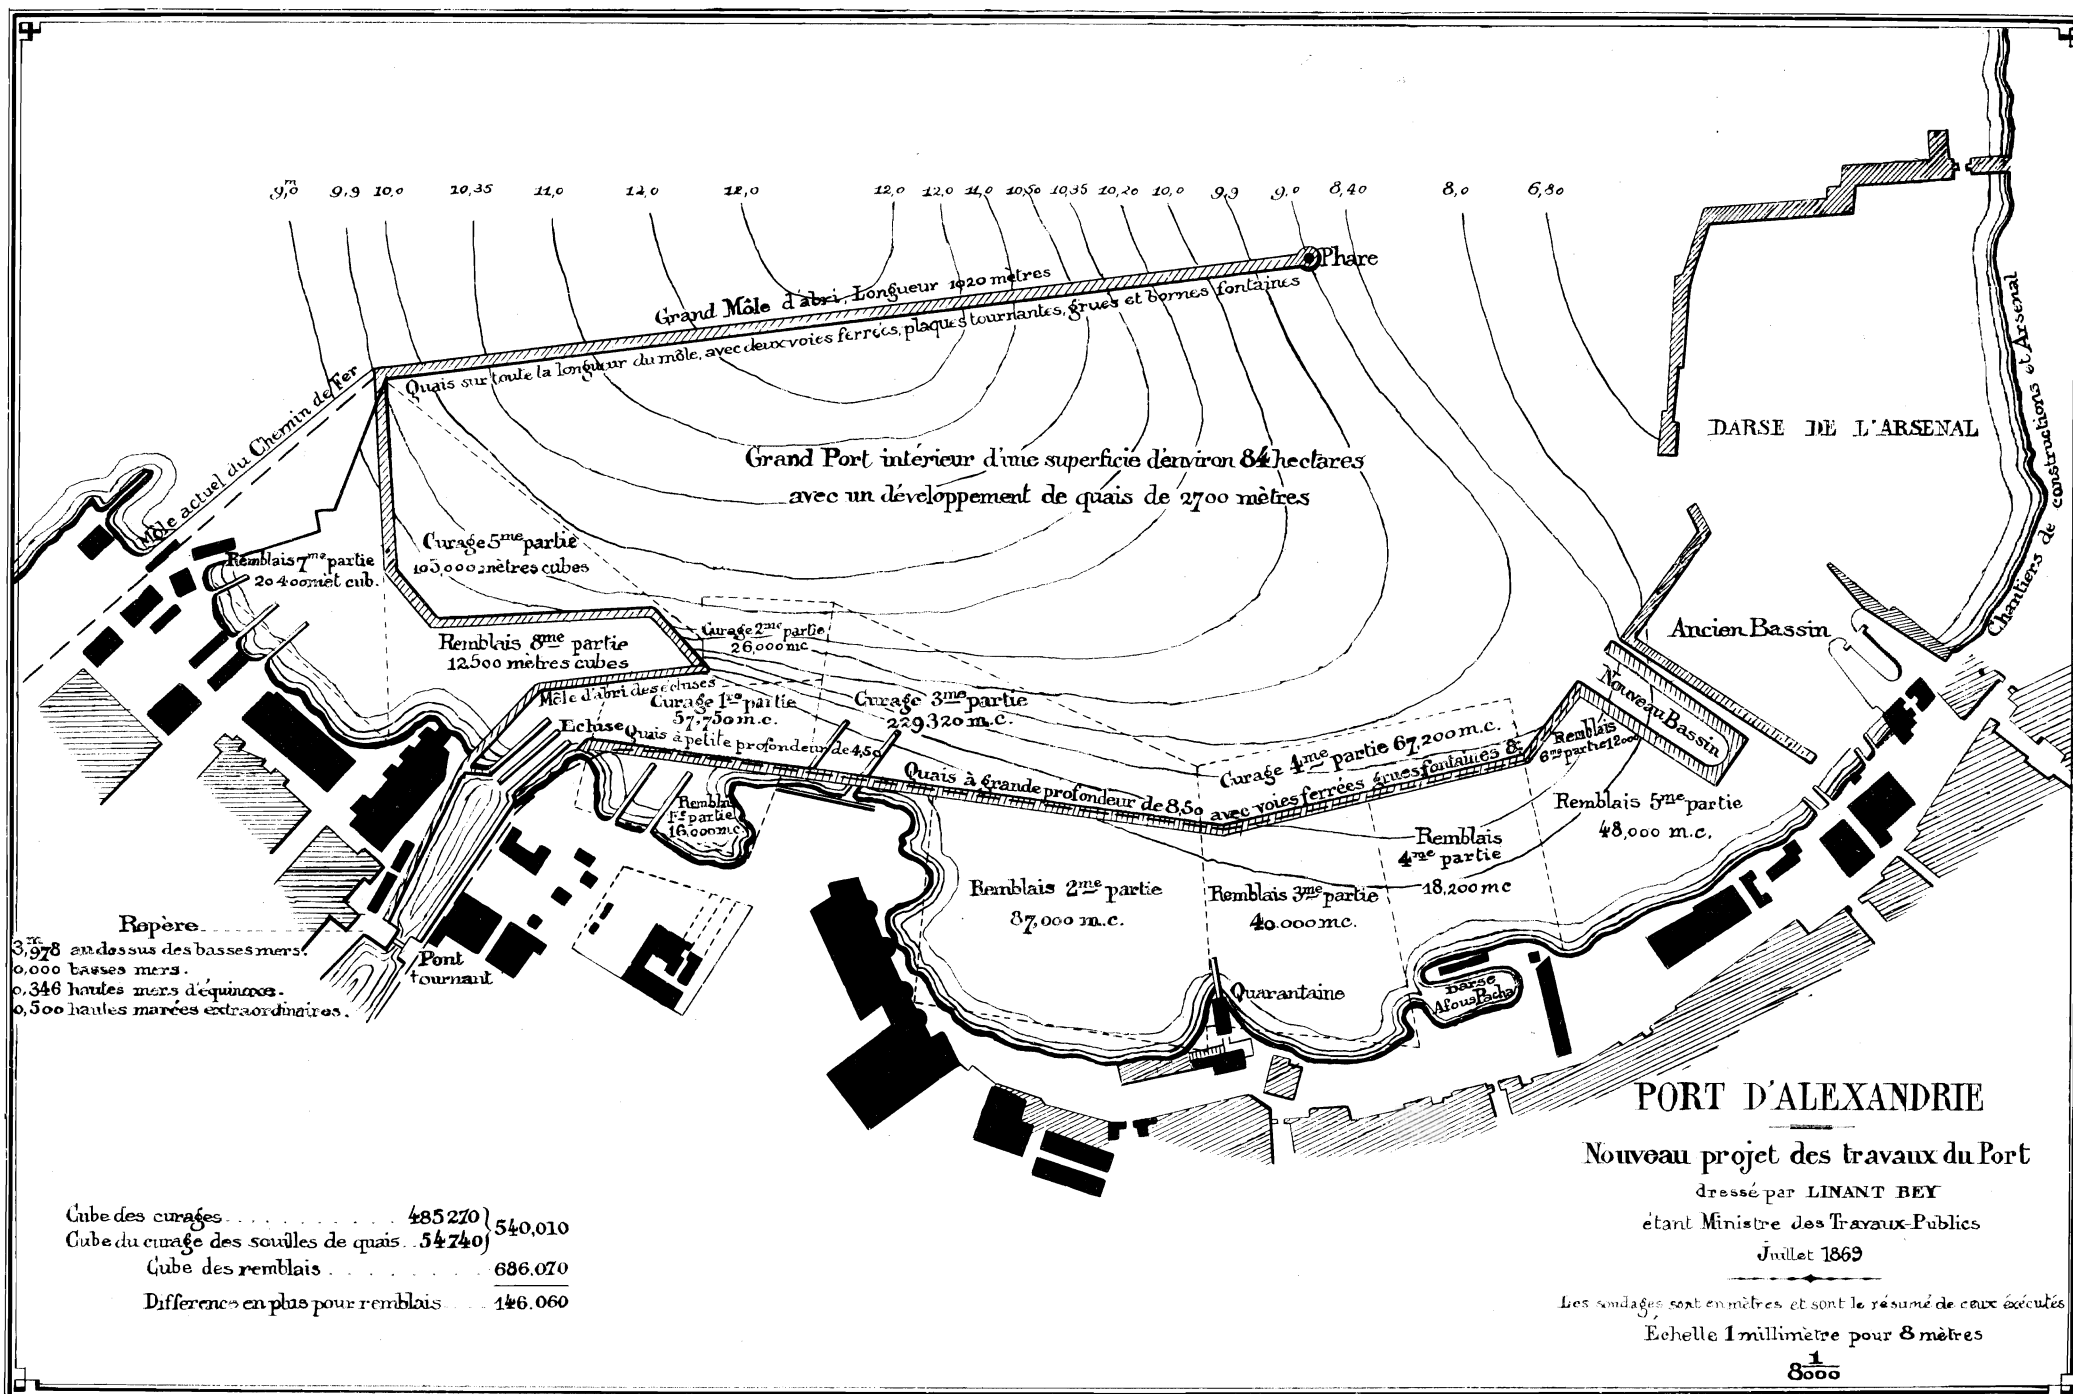 9,0ᵐ 9,9 10,0 10,35 11,0 12,0 12,0 12,0 12,0 11,0 10,50 10,35 10,20 10,0 9,9 9,0 8,40 8,0 6,80
Phare
Grand Môle d'abri, Longueur 1020 mètres
Quais sur toute la longueur du môle, avec deux voies ferrées, plaques tournantes, grues et bornes fontaines
Môle actuel du Chemin de Fer
Chantiers de constructions et Arsenal
DARSE DE L'ARSENAL
Grand Port intérieur d'une superficie d'environ 84 hectares
avec un développement de quais de 2700 mètres
Curage 5me partie
105,000 mètres cubes
Remblais 7me partie
20400 mèt cub.
Remblais 8me partie
12500 mètres cubes
Curage 2me partie
26,000 mc
Ancien Bassin
Nouveau Bassin
Môle d'abri des écluses
Curage 1re partie
57,750 m.c.
Curage 3me partie
229,320 m.c.
Ecluse
Quais à petite profondeur de 4,50
Curage 4me partie 67,200 m.c.
Remblais
6me partie 12000
Quais à grande profondeur de 8,50 avec voies ferrées grues fontaines &
Remblai
1re partie
16,000 mc.
Remblais 5me partie
48,000 m.c.
Remblais
4me partie
18,200 mc
Remblais 2me partie
87,000 m.c.
Remblais 3me partie
40.000 mc.
Repère
3,978ᵐ au dessus des basses mers.
0,000 basses mers.
0,346 hautes mers d'équinoxe.
0,500 hautes marées extraordinaires.
Pont
tournant
Quarantaine
Darse
Afous Pacha
PORT D'ALEXANDRIE
Nouveau projet des travaux du Port
dressé par LINANT BEY
étant Ministre des Travaux-Publics
Juillet 1869
Les sondages sont en mètres et sont le résumé de ceux éxécutés
Échelle 1 millimètre pour 8 mètres
1/8000
Cube des curages . . . . . . . . . . 485270 } 540,010
Cube du curage des souilles de quais . . 54740
Cube des remblais . . . . . . . . 686.070
Difference en plus pour remblais . . . 146.060